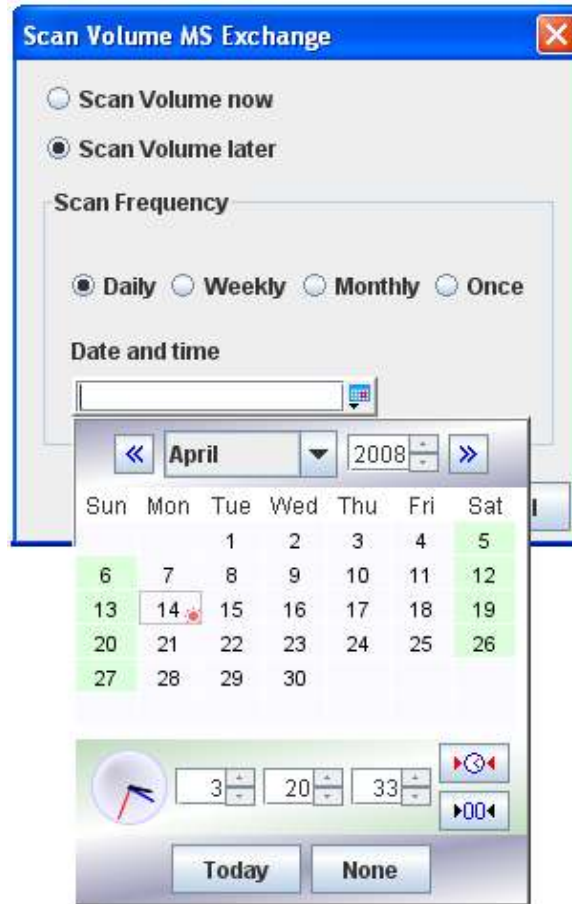 Scan Volume MS Exchange
Scan Volume now
Scan Volume later
Scan Frequency
Daily Weekly Monthly Once
Date and time
April 2008
Sun Mon Tue Wed Thu Fri Sat
1 2 3 4 5
6 7 8 9 10 11 12
13 14 15 16 17 18 19
20 21 22 23 24 25 26
27 28 29 30
3 20 33
00
Today None